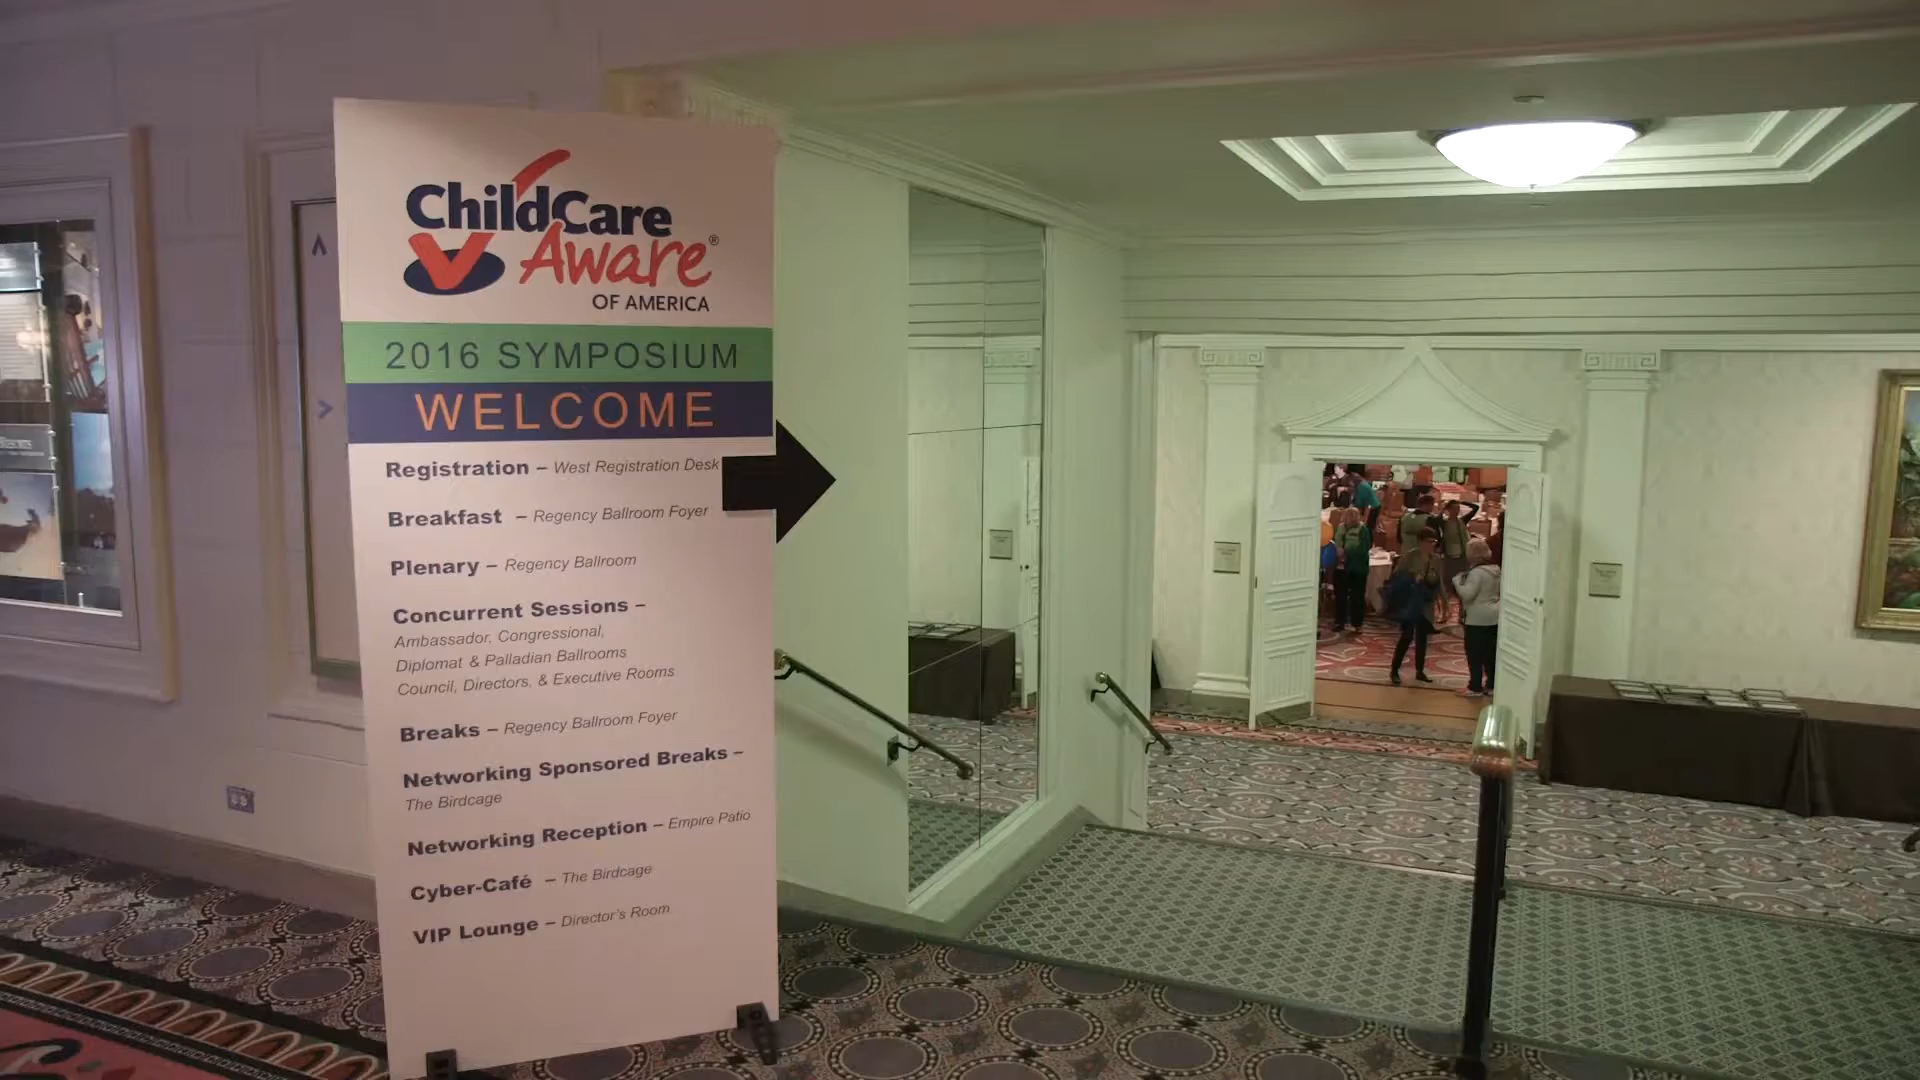 ChildCare
Aware®
OF AMERICA
2016 SYMPOSIUM
WELCOME
Registration – West Registration Desk
Breakfast – Regency Ballroom Foyer
Plenary – Regency Ballroom
Concurrent Sessions –
Ambassador, Congressional,
Diplomat & Palladian Ballrooms
Council, Directors, & Executive Rooms
Breaks – Regency Ballroom Foyer
Networking Sponsored Breaks –
The Birdcage
Networking Reception – Empire Patio
Cyber-Café – The Birdcage
VIP Lounge – Director's Room